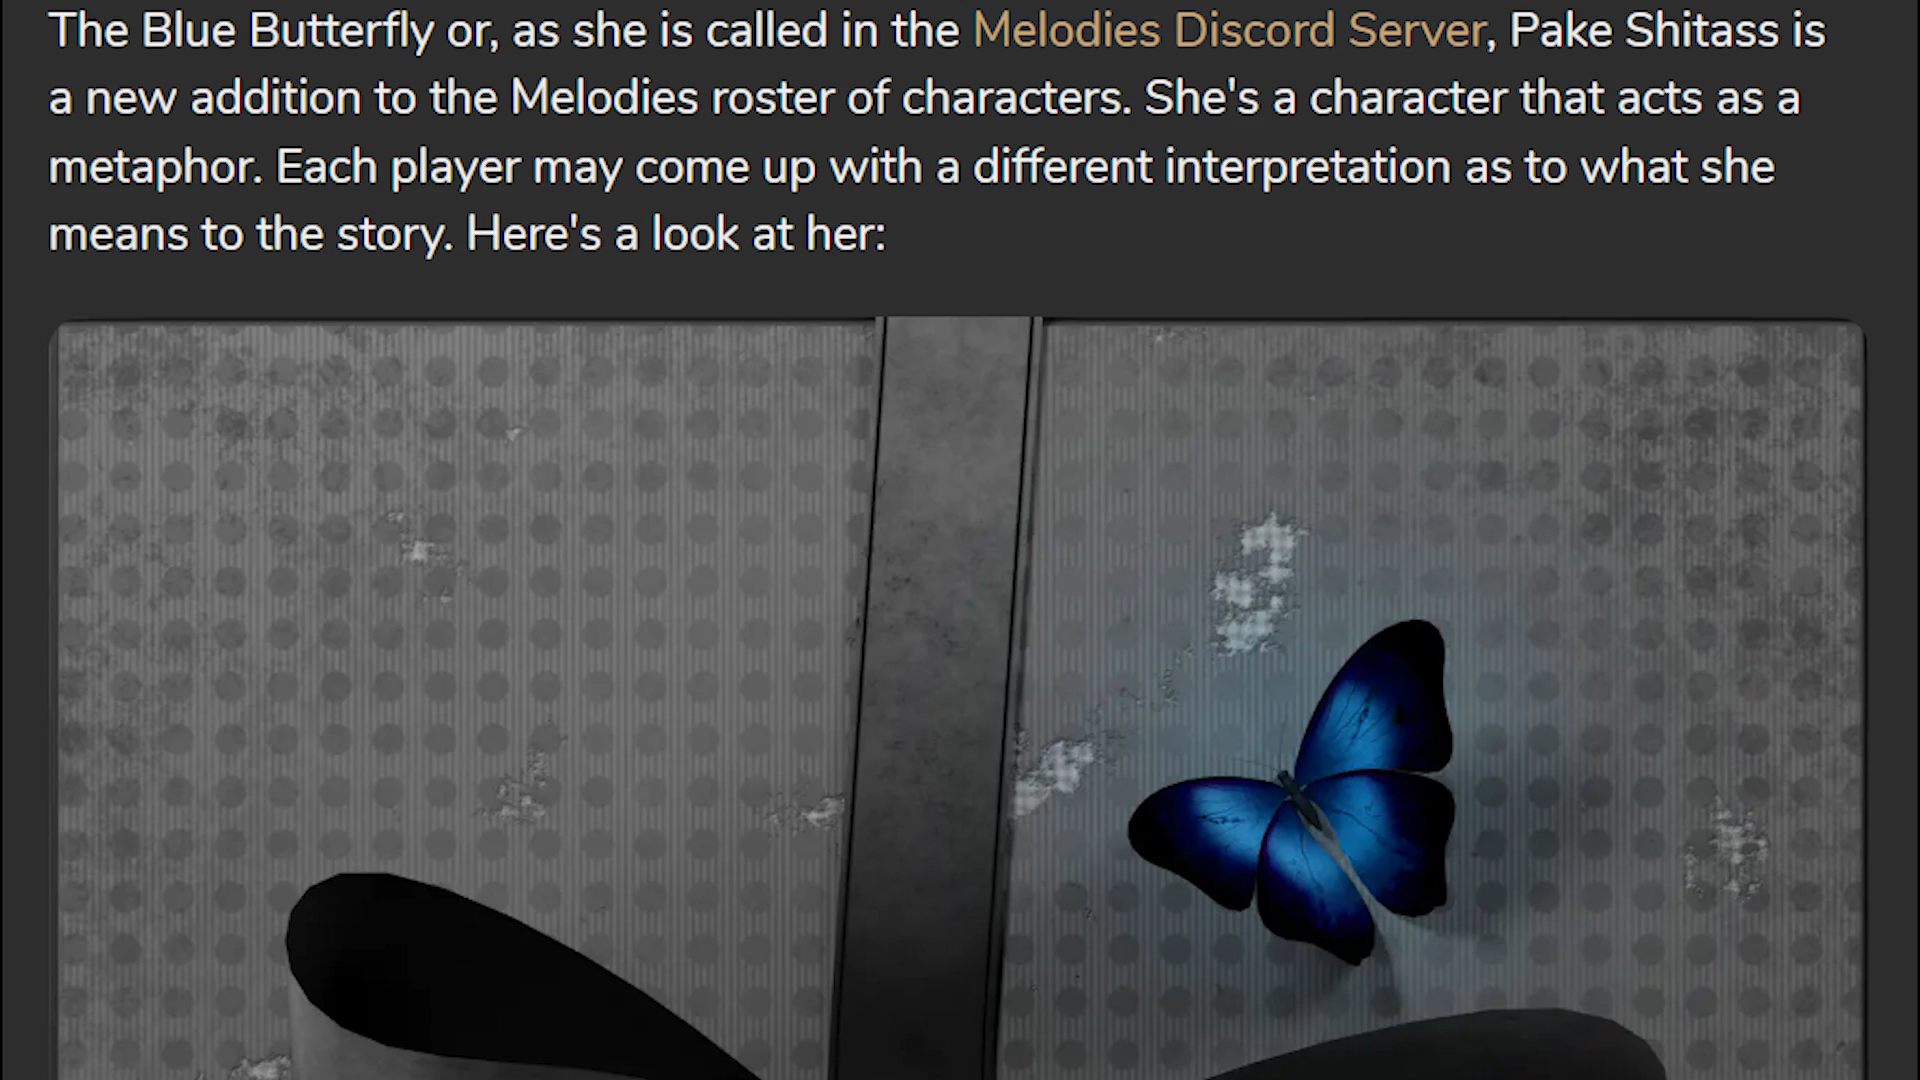 The Blue Butterfly or, as she is called in the Melodies Discord Server, Pake Shitass is
a new addition to the Melodies roster of characters. She's a character that acts as a
metaphor. Each player may come up with a different interpretation as to what she
means to the story. Here's a look at her: